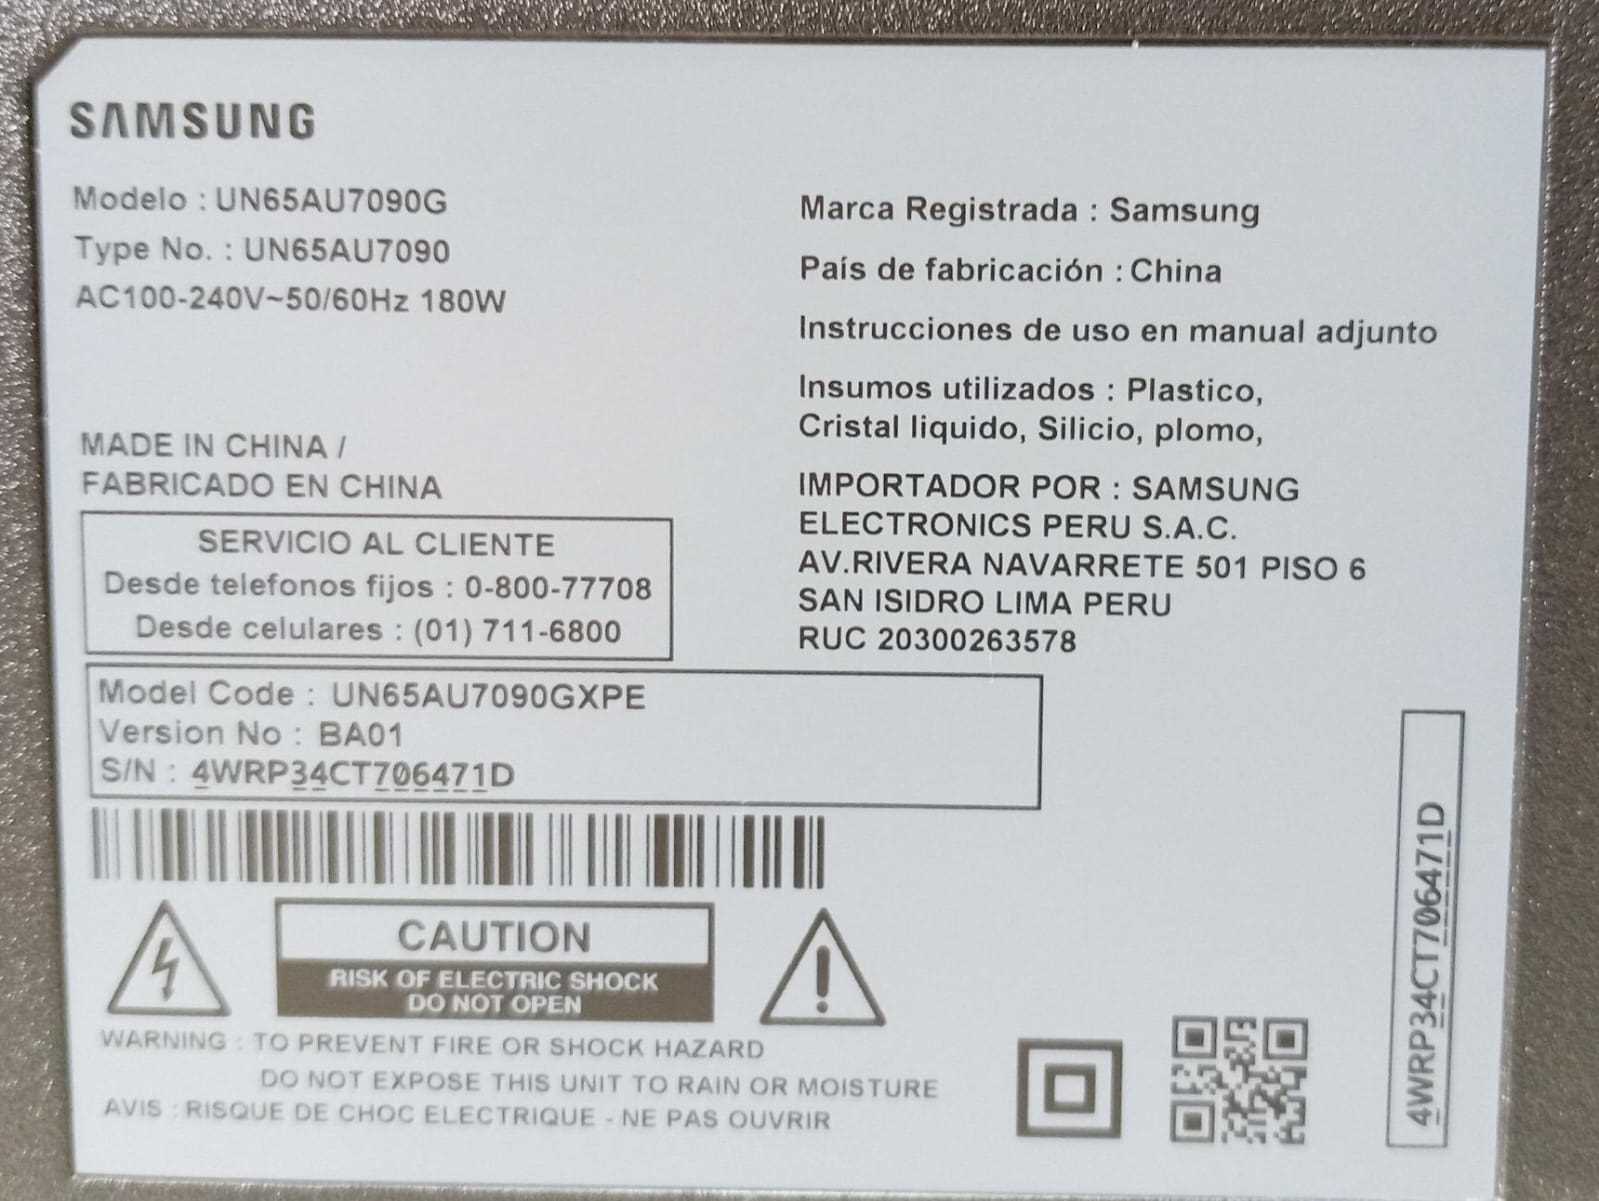 SAMSUNG
Modelo : UN65AU7090G
Type No. : UN65AU7090
AC100-240V~50/60Hz 180W
MADE IN CHINA /
FABRICADO EN CHINA
SERVICIO AL CLIENTE
Desde telefonos fijos : 0-800-77708
Desde celulares : (01) 711-6800
Marca Registrada : Samsung
País de fabricación : China
Instrucciones de uso en manual adjunto
Insumos utilizados : Plastico,
Cristal liquido, Silicio, plomo,
IMPORTADOR POR : SAMSUNG
ELECTRONICS PERU S.A.C.
AV.RIVERA NAVARRETE 501 PISO 6
SAN ISIDRO LIMA PERU
RUC 20300263578
Model Code : UN65AU7090GXPE
Version No : BA01
S/N : 4WRP34CT706471D
CAUTION
RISK OF ELECTRIC SHOCK
DO NOT OPEN
WARNING : TO PREVENT FIRE OR SHOCK HAZARD
DO NOT EXPOSE THIS UNIT TO RAIN OR MOISTURE
AVIS : RISQUE DE CHOC ELECTRIQUE - NE PAS OUVRIR
4WRP34CT706471D